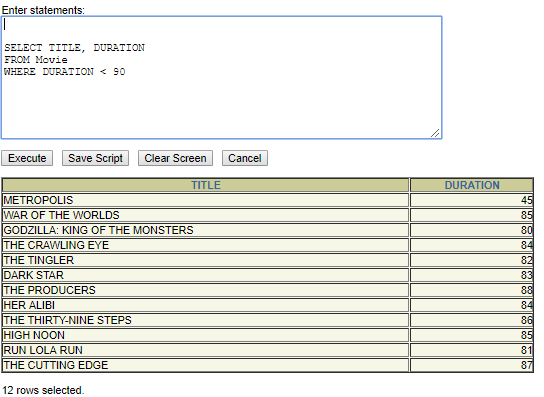 Enter statements:
SELECT TITLE, DURATION
FROM Movie
WHERE DURATION < 90
Execute Save Script Clear Screen Cancel
TITLE DURATION
METROPOLIS 45
WAR OF THE WORLDS 85
GODZILLA: KING OF THE MONSTERS 80
THE CRAWLING EYE 84
THE TINGLER 82
DARK STAR 83
THE PRODUCERS 88
HER ALIBI 84
THE THIRTY-NINE STEPS 86
HIGH NOON 85
RUN LOLA RUN 81
THE CUTTING EDGE 87
12 rows selected.